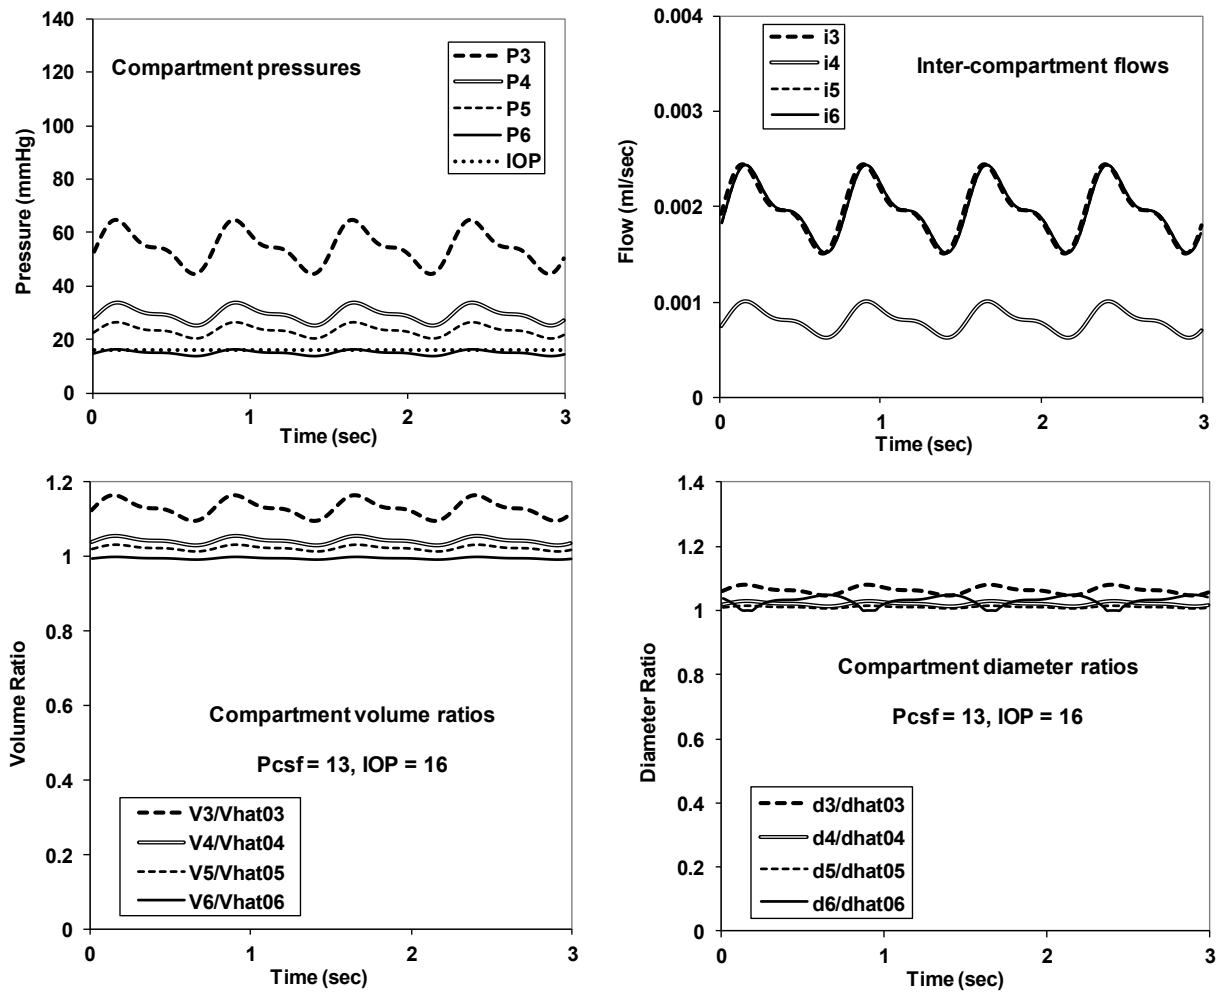 Compartment pressures
P3
P4
P5
P6
IOP
Pressure (mmHg)
140
120
100
80
60
40
20
0
0 1 2 3
Time (sec)
Inter-compartment flows
i3
i4
i5
i6
Flow (ml/sec)
0.004
0.003
0.002
0.001
0
0 1 2 3
Time (sec)
Volume Ratio
1.2
1
0.8
0.6
0.4
0.2
0
Compartment volume ratios
Pcsf = 13, IOP = 16
V3/Vhat03
V4/Vhat04
V5/Vhat05
V6/Vhat06
0 1 2 3
Time (sec)
Diameter Ratio
1.4
1.2
1
0.8
0.6
0.4
0.2
0
Compartment diameter ratios
Pcsf = 13, IOP = 16
d3/dhat03
d4/dhat04
d5/dhat05
d6/dhat06
0 1 2 3
Time (sec)